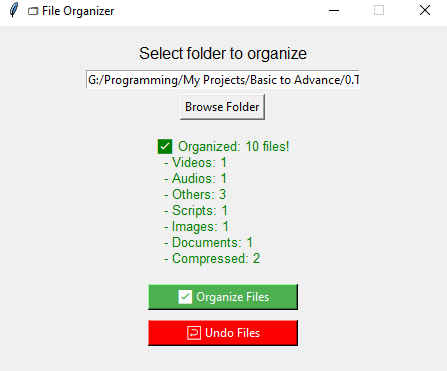 🗂 File Organizer
Select folder to organize
G:/Programming/My Projects/Basic to Advance/0.T
Browse Folder
✅ Organized: 10 files!
- Videos: 1
- Audios: 1
- Others: 3
- Scripts: 1
- Images: 1
- Documents: 1
- Compressed: 2
✅ Organize Files
↩ Undo Files